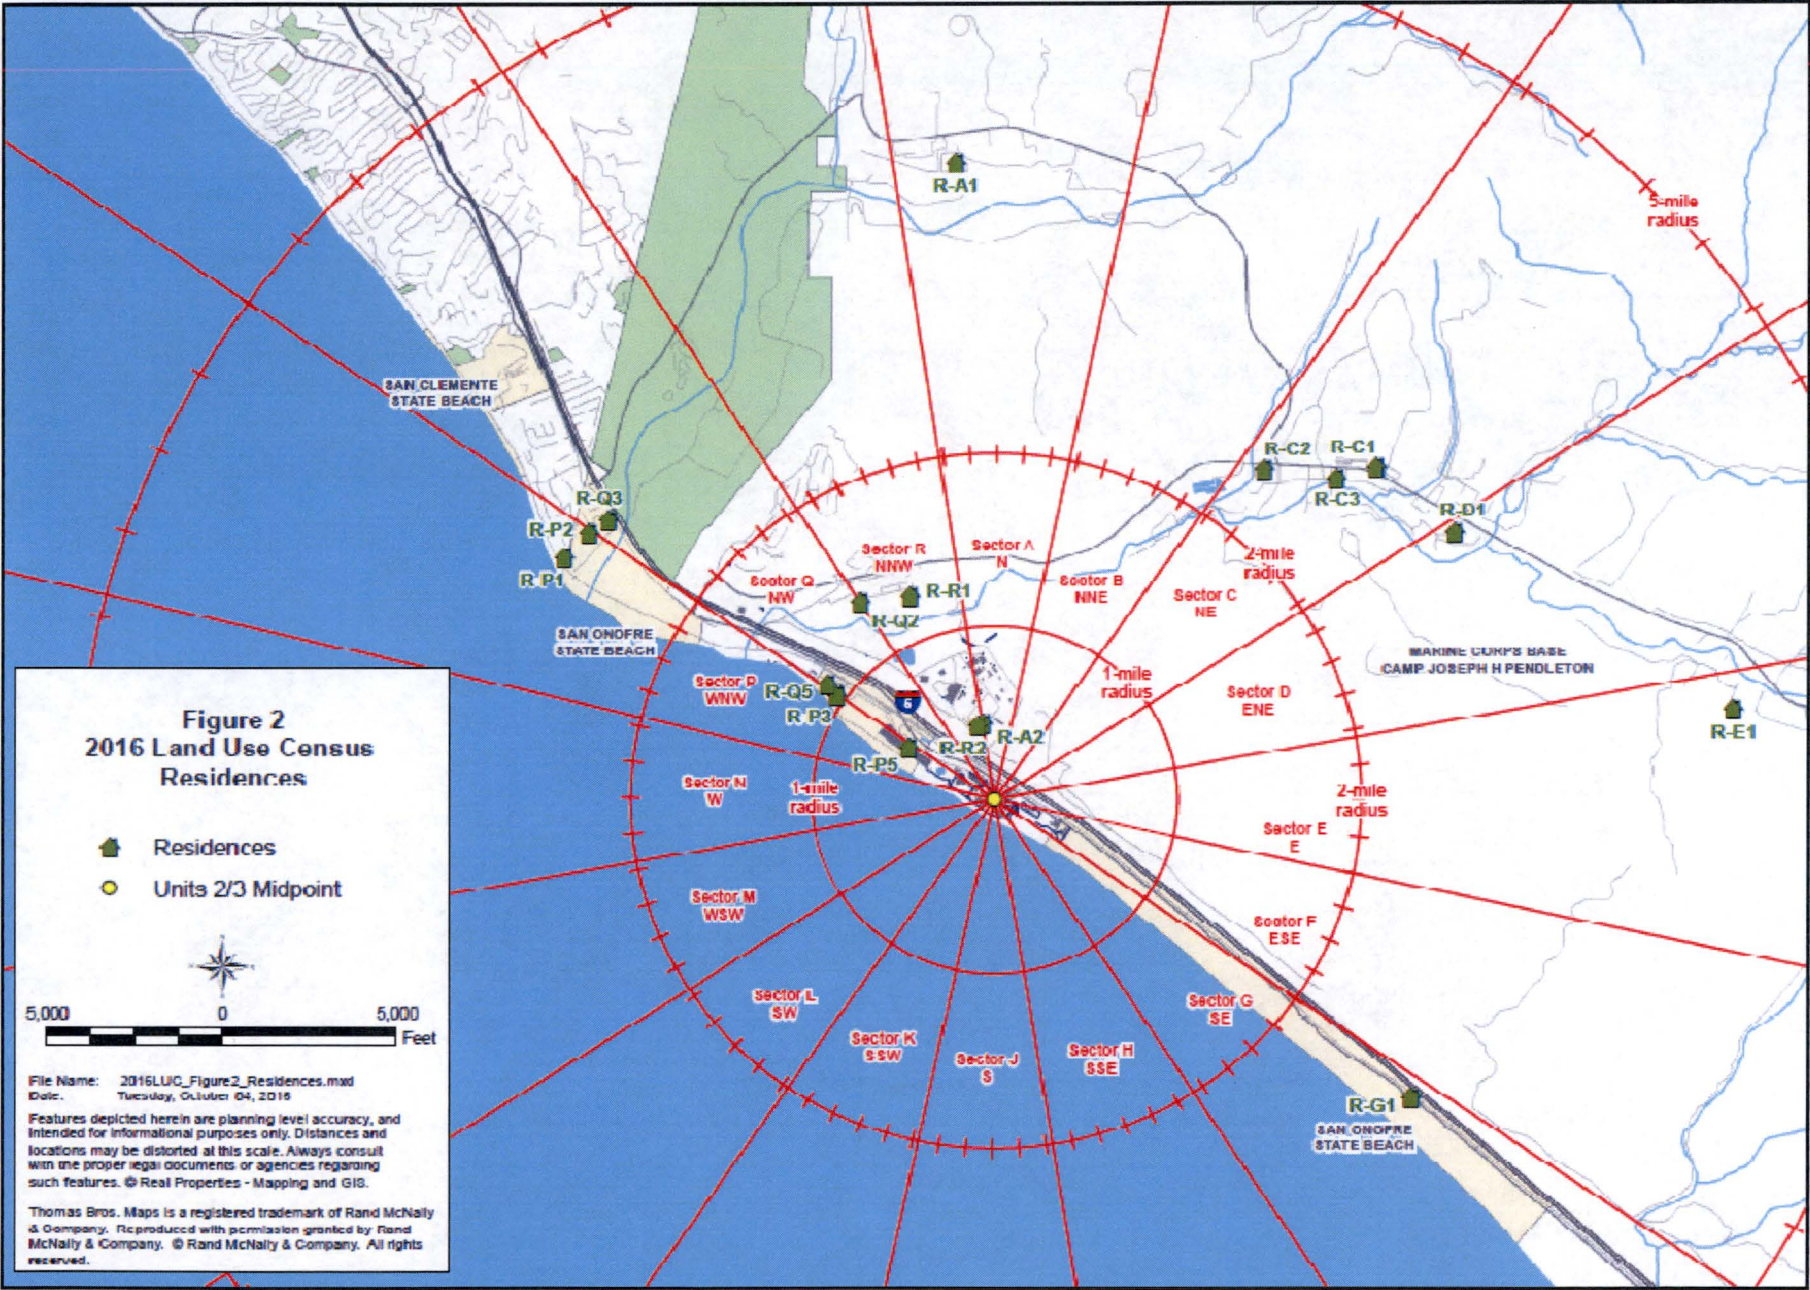 5-mile
radius
R-A1
SAN CLEMENTE
STATE BEACH
R-C2
R-C1
R-C3
R-D1
R-Q3
R-P2
R-P1
2-mile
radius
Sector R
NNW
Sector A
N
Sector Q
NW
Sector B
NNE
Sector C
NE
R-R1
R-Q2
SAN ONOFRE
STATE BEACH
MARINE CORPS BASE
CAMP JOSEPH H PENDLETON
1-mile
radius
Sector P
WNW
R-Q5
R-P3
5
Sector D
ENE
R-E1
R-R2
R-A2
R-P5
Sector N
W
1-mile
radius
2-mile
radius
Sector E
E
Sector M
WSW
Sector F
ESE
Sector L
SW
Sector G
SE
Sector K
SSW
Sector J
S
Sector H
SSE
R-G1
SAN ONOFRE
STATE BEACH
Figure 2
2016 Land Use Census
Residences
Residences
Units 2/3 Midpoint
5,000 0 5,000
Feet
File Name: 2016LUC_Figure2_Residences.mxd
Date: Tuesday, October 04, 2016
Features depicted herein are planning level accuracy, and
intended for informational purposes only. Distances and
locations may be distorted at this scale. Always consult
with the proper legal documents or agencies regarding
such features. © Real Properties - Mapping and GIS.
Thomas Bros. Maps is a registered trademark of Rand McNally
& Company. Reproduced with permission granted by Rand
McNally & Company. © Rand McNally & Company. All rights
reserved.